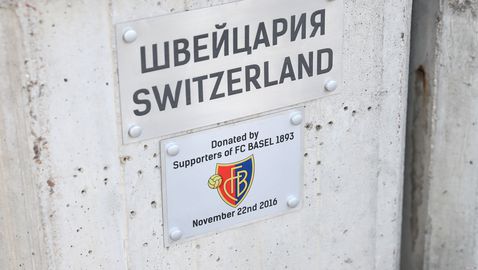 ШВЕЙЦАРИЯ
SWITZERLAND
Donated by
Supporters of FC BASEL 1893
FCB
November 22nd 2016